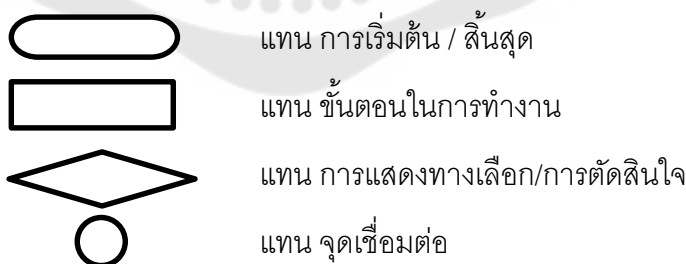 แทน การเริ่มต้น / สิ้นสุด
แทน ขั้นตอนในการทำงาน
แทน การแสดงทางเลือก/การตัดสินใจ
แทน จุดเชื่อมต่อ